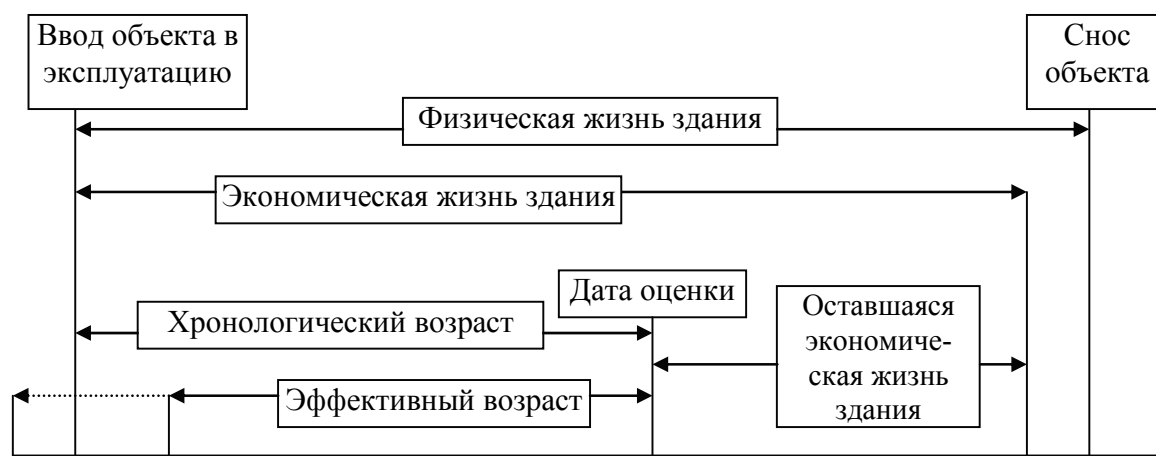 Ввод объекта в
эксплуатацию
Снос
объекта
Физическая жизнь здания
Экономическая жизнь здания
Дата оценки
Хронологический возраст
Оставшаяся
экономиче-
ская жизнь
здания
Эффективный возраст